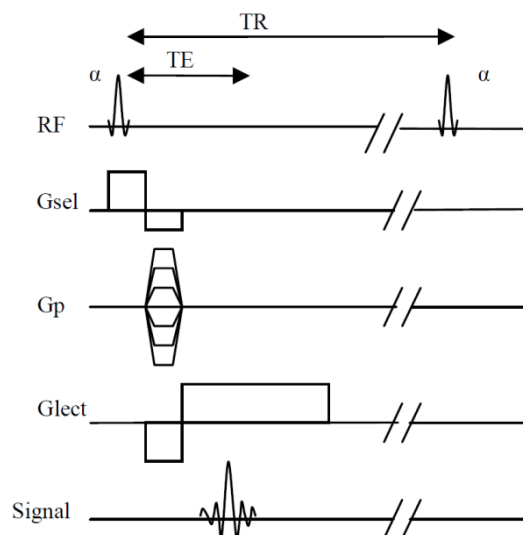 TR
TE
α α
RF
Gsel
Gp
Glect
Signal